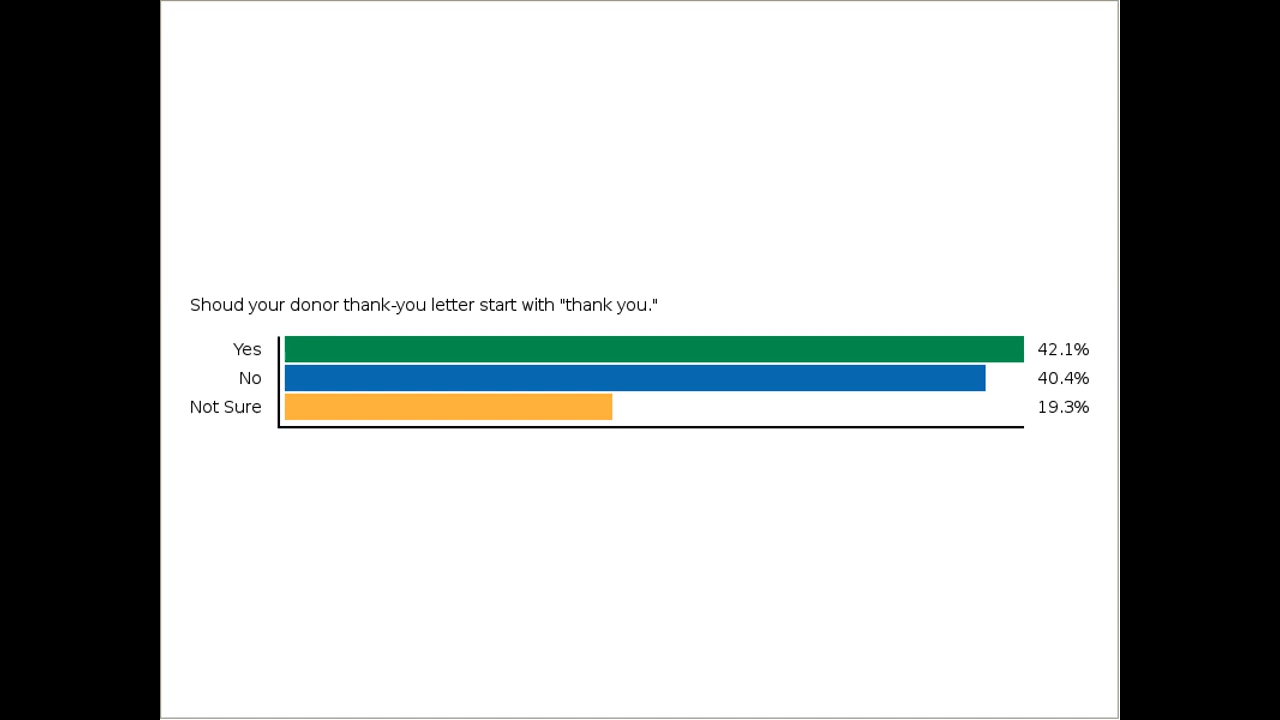 Shoud your donor thank-you letter start with "thank you."
Yes 42.1%
No 40.4%
Not Sure 19.3%